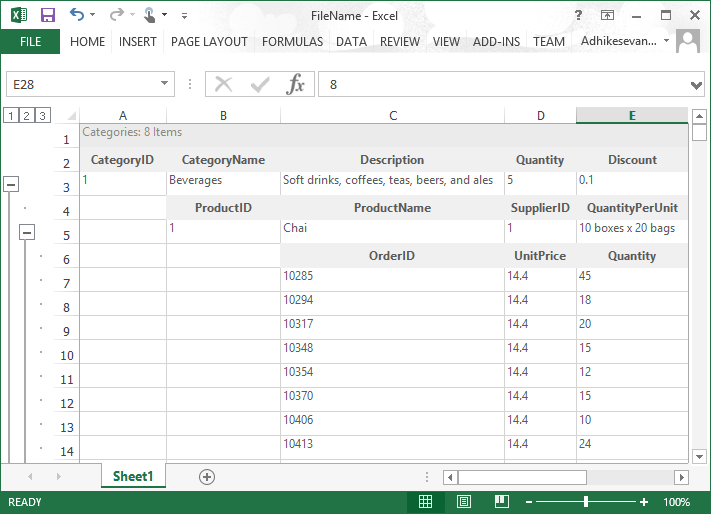 FileName - Excel
FILE HOME INSERT PAGE LAYOUT FORMULAS DATA REVIEW VIEW ADD-INS TEAM Adhikesevan...
E28 fx 8
1 2 3
A B C D E
1 Categories: 8 Items
2 CategoryID CategoryName Description Quantity Discount
3 1 Beverages Soft drinks, coffees, teas, beers, and ales 5 0.1
4 ProductID ProductName SupplierID QuantityPerUnit
5 1 Chai 1 10 boxes x 20 bags
6 OrderID UnitPrice Quantity
7 10285 14.4 45
8 10294 14.4 18
9 10317 14.4 20
10 10348 14.4 15
11 10354 14.4 12
12 10370 14.4 15
13 10406 14.4 10
14 10413 14.4 24
Sheet1
READY 100%